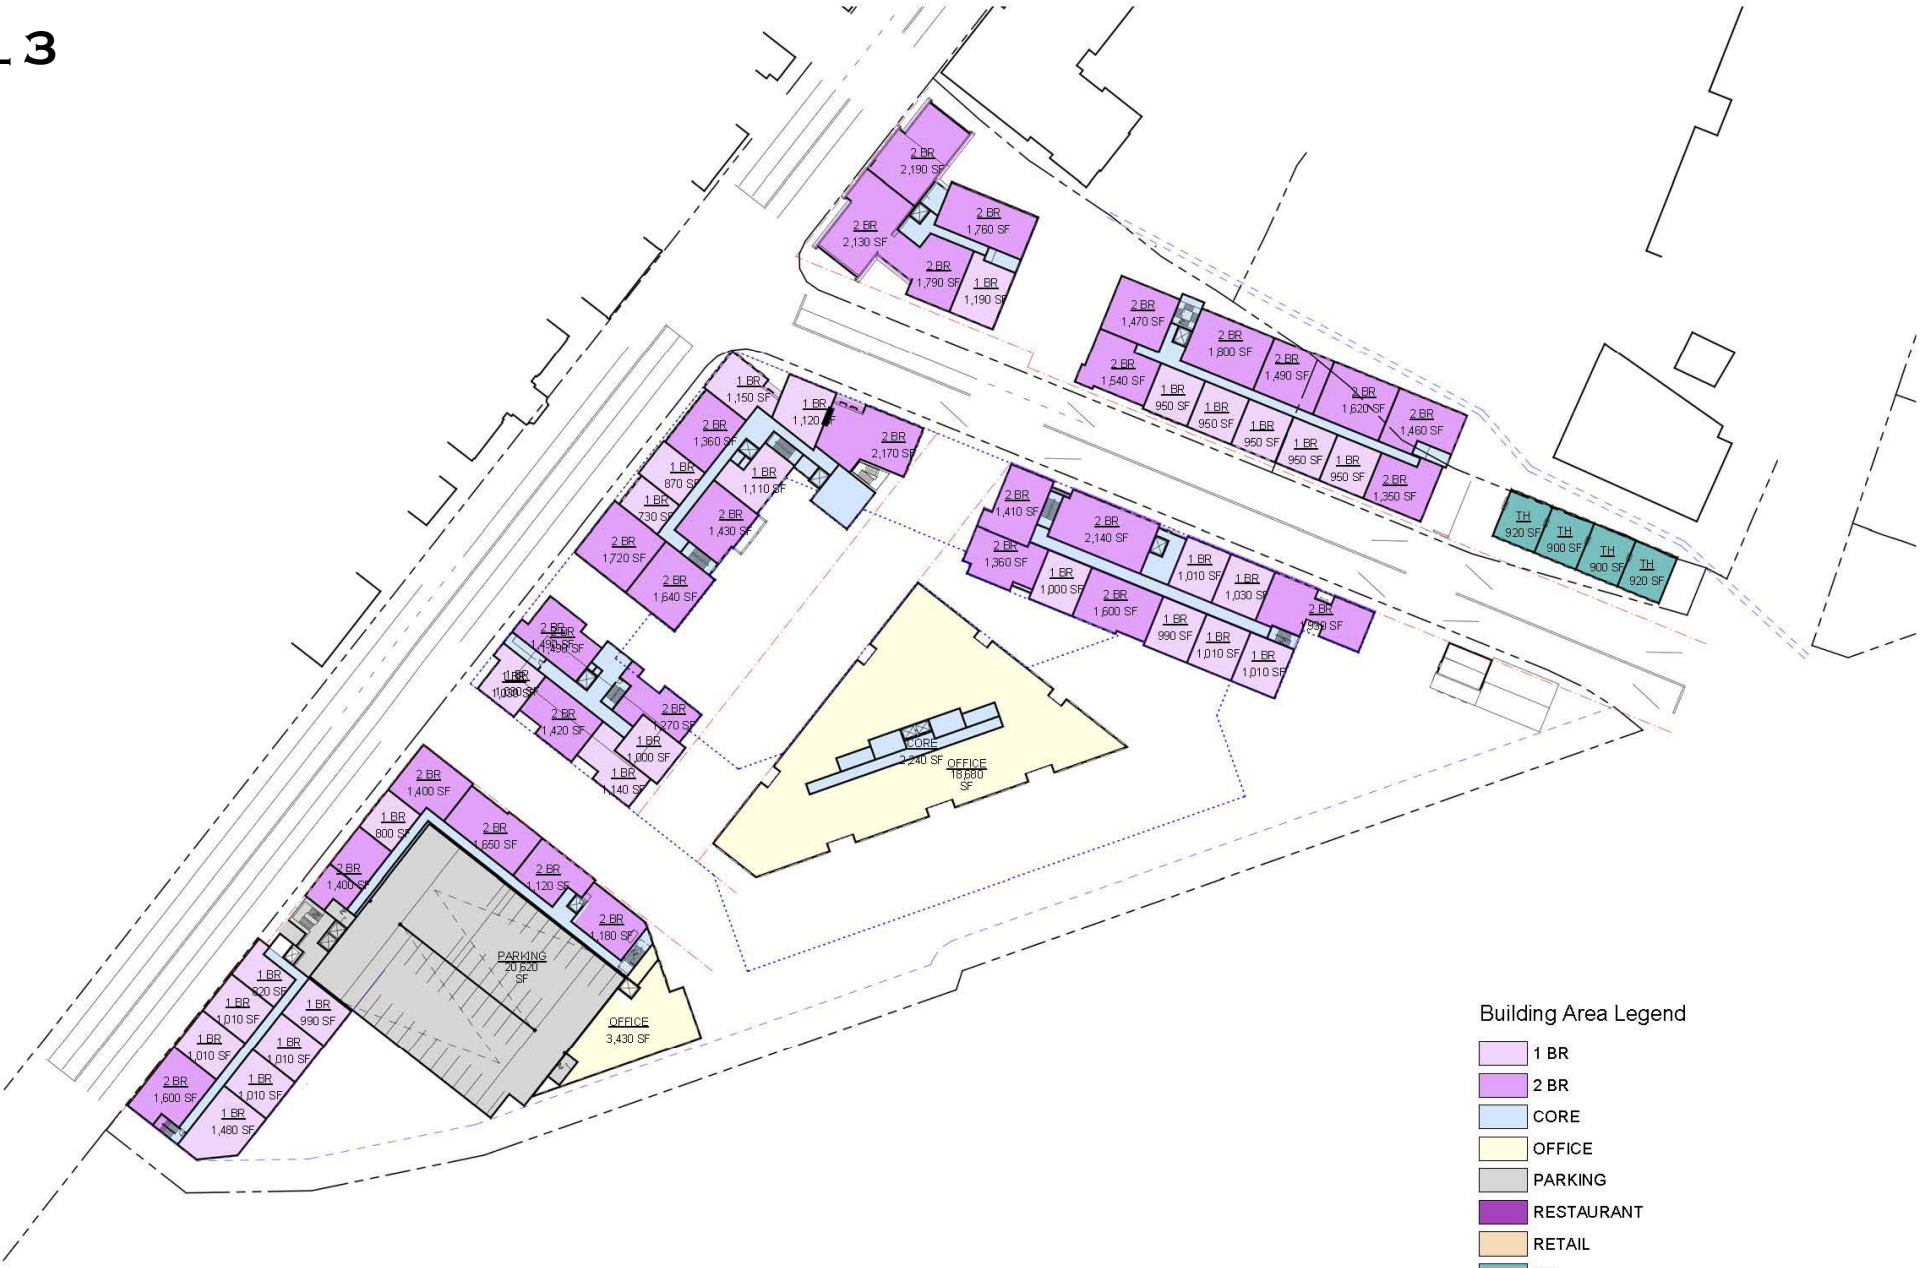 L 3
2 BR
2,190 SF
2 BR
2,130 SF
2 BR
1,760 SF
2 BR
1,790 SF
1 BR
1,190 SF
2 BR
1,470 SF
2 BR
1,540 SF
2 BR
1,800 SF
2 BR
1,490 SF
2 BR
1,620 SF
2 BR
1,460 SF
1 BR
950 SF
1 BR
950 SF
1 BR
950 SF
1 BR
950 SF
1 BR
950 SF
2 BR
1,350 SF
TH
920 SF
TH
900 SF
TH
900 SF
TH
920 SF
1 BR
1,150 SF
1 BR
1,120 SF
2 BR
2,170 SF
2 BR
1,360 SF
1 BR
870 SF
1 BR
1,110 SF
1 BR
730 SF
2 BR
1,430 SF
2 BR
1,720 SF
2 BR
1,640 SF
2 BR
1,410 SF
2 BR
2,140 SF
2 BR
1,360 SF
1 BR
1,010 SF
1 BR
1,030 SF
1 BR
1,000 SF
2 BR
1,600 SF
2 BR
1,930 SF
1 BR
990 SF
1 BR
1,010 SF
1 BR
1,010 SF
2 BR
1,490 SF
1 BR
2 BR
1,420 SF
2 BR
1,270 SF
1 BR
1,000 SF
1 BR
1,140 SF
CORE
2,240 SF
OFFICE
18,680
SF
2 BR
1,400 SF
1 BR
800 SF
2 BR
1,650 SF
2 BR
1,400 SF
2 BR
1,120 SF
2 BR
1,180 SF
PARKING
20,620
SF
OFFICE
3,430 SF
1 BR
820 SF
1 BR
1,010 SF
1 BR
990 SF
1 BR
1,010 SF
1 BR
1,010 SF
2 BR
1,600 SF
1 BR
1,010 SF
1 BR
1,480 SF
Building Area Legend
1 BR
2 BR
CORE
OFFICE
PARKING
RESTAURANT
RETAIL